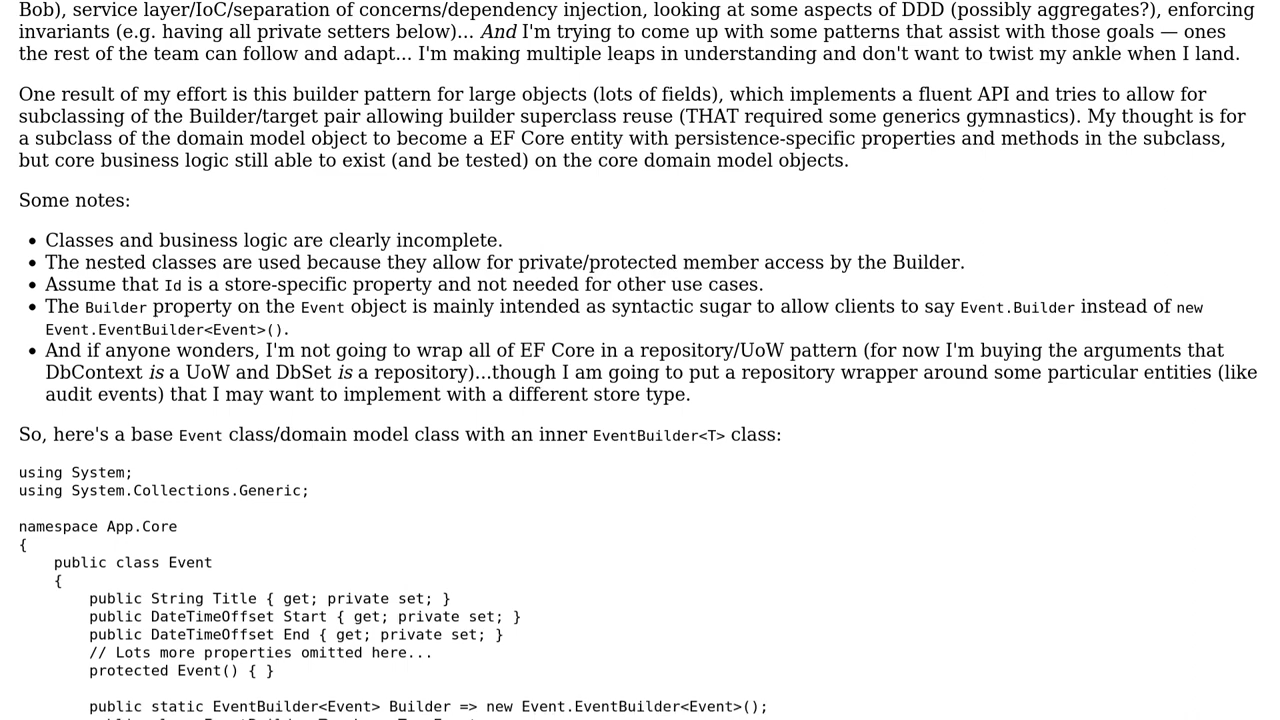 Bob), service layer/IoC/separation of concerns/dependency injection, looking at some aspects of DDD (possibly aggregates?), enforcing
invariants (e.g. having all private setters below)... And I'm trying to come up with some patterns that assist with those goals — ones
the rest of the team can follow and adapt... I'm making multiple leaps in understanding and don't want to twist my ankle when I land.
One result of my effort is this builder pattern for large objects (lots of fields), which implements a fluent API and tries to allow for
subclassing of the Builder/target pair allowing builder superclass reuse (THAT required some generics gymnastics). My thought is for
a subclass of the domain model object to become a EF Core entity with persistence-specific properties and methods in the subclass,
but core business logic still able to exist (and be tested) on the core domain model objects.
Some notes:
• Classes and business logic are clearly incomplete.
• The nested classes are used because they allow for private/protected member access by the Builder.
• Assume that Id is a store-specific property and not needed for other use cases.
• The Builder property on the Event object is mainly intended as syntactic sugar to allow clients to say Event.Builder instead of new
Event.EventBuilder<Event>().
• And if anyone wonders, I'm not going to wrap all of EF Core in a repository/UoW pattern (for now I'm buying the arguments that
DbContext is a UoW and DbSet is a repository)...though I am going to put a repository wrapper around some particular entities (like
audit events) that I may want to implement with a different store type.
So, here's a base Event class/domain model class with an inner EventBuilder<T> class:
using System;
using System.Collections.Generic;
namespace App.Core
{
public class Event
{
public String Title { get; private set; }
public DateTimeOffset Start { get; private set; }
public DateTimeOffset End { get; private set; }
// Lots more properties omitted here...
protected Event() { }
public static EventBuilder<Event> Builder => new Event.EventBuilder<Event>();